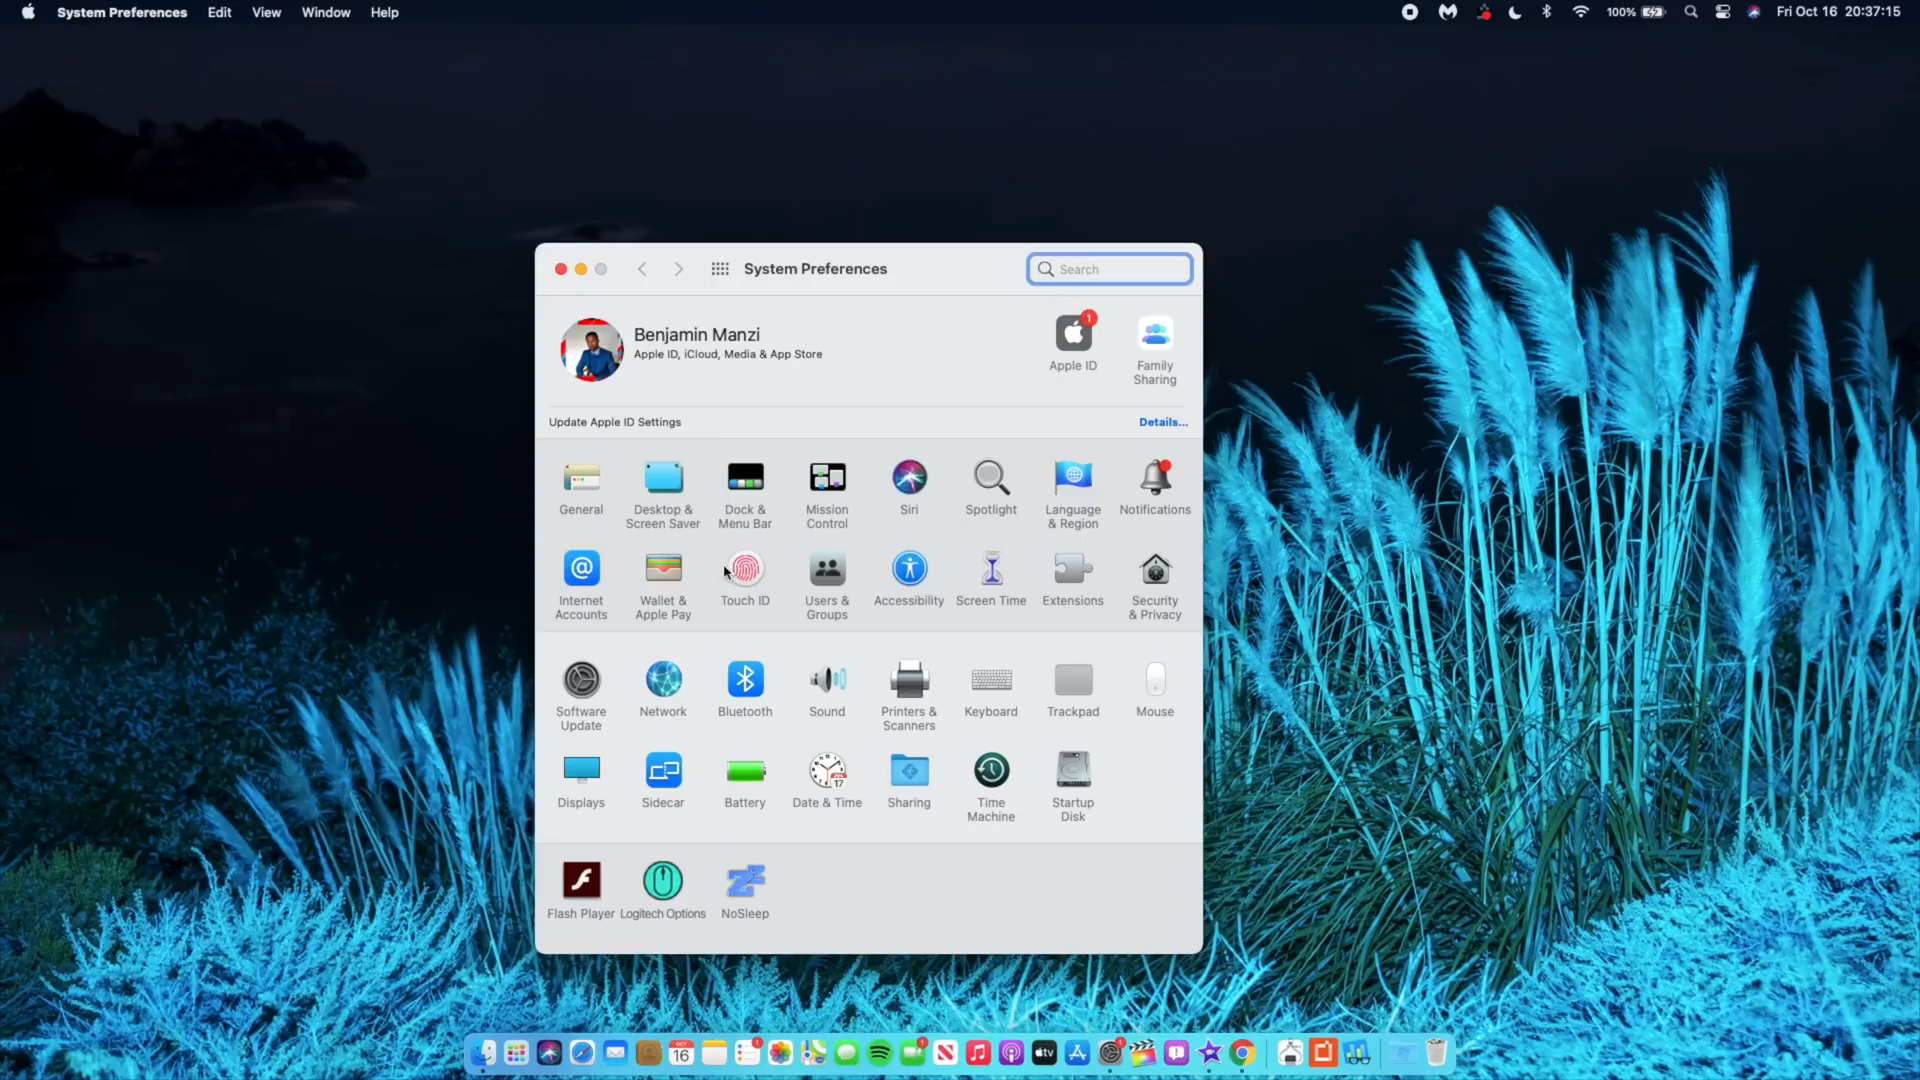 System Preferences Edit View Window Help
100% Fri Oct 16 20:37:15
System Preferences
Search
Benjamin Manzi
Apple ID, iCloud, Media & App Store
1
Apple ID
Family
Sharing
Update Apple ID Settings
Details...
General
Desktop &
Screen Saver
Dock &
Menu Bar
Mission
Control
Siri
Spotlight
Language
& Region
Notifications
Internet
Accounts
Wallet &
Apple Pay
Touch ID
Users &
Groups
Accessibility
Screen Time
Extensions
Security
& Privacy
Software
Update
Network
Bluetooth
Sound
Printers &
Scanners
Keyboard
Trackpad
Mouse
Displays
Sidecar
Battery
Date & Time
Sharing
Time
Machine
Startup
Disk
Flash Player
Logitech Options
NoSleep
OCT
16
tv